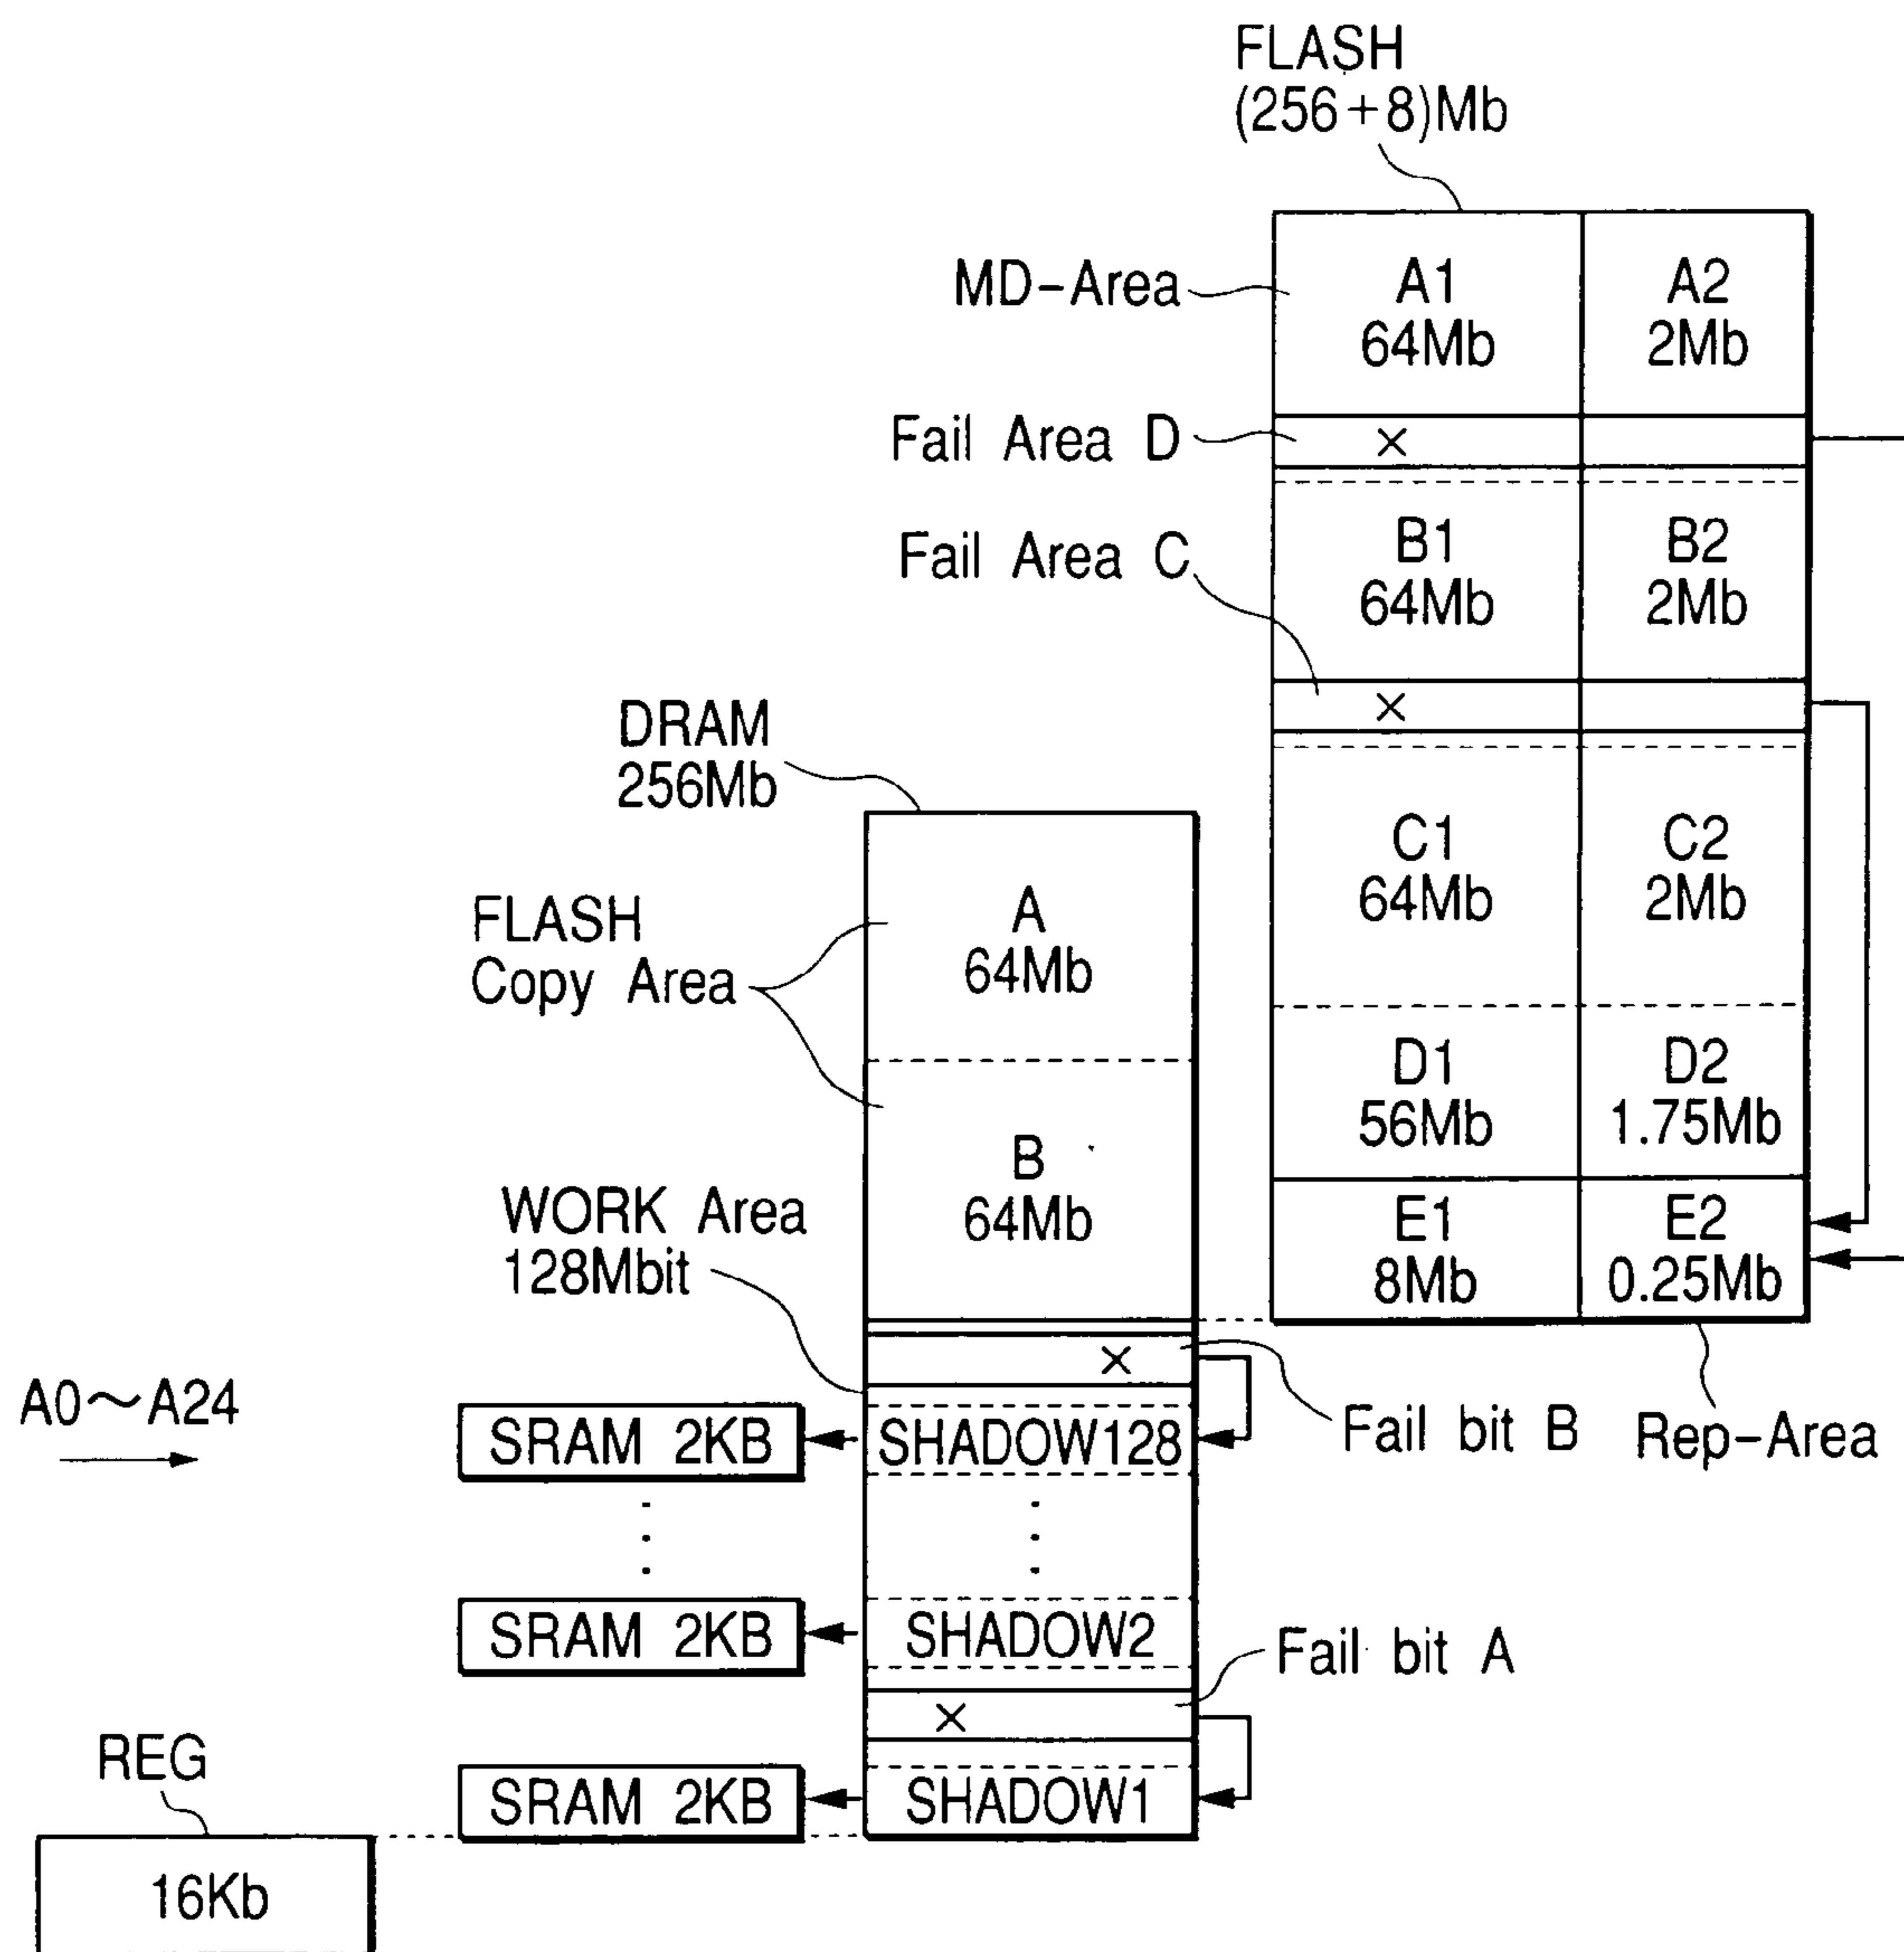 FLASH
(256+8)Mb
MD-Area
A1
64Mb
A2
2Mb
Fail Area D
×
B1
64Mb
B2
2Mb
Fail Area C
×
DRAM
256Mb
C1
64Mb
C2
2Mb
FLASH
Copy Area
A
64Mb
D1
56Mb
D2
1.75Mb
B
64Mb
WORK Area
128Mbit
E1
8Mb
E2
0.25Mb
×
A0~A24
SRAM 2KB
SHADOW128
Fail bit B
Rep-Area
SRAM 2KB
SHADOW2
Fail bit A
×
REG
SRAM 2KB
SHADOW1
16Kb